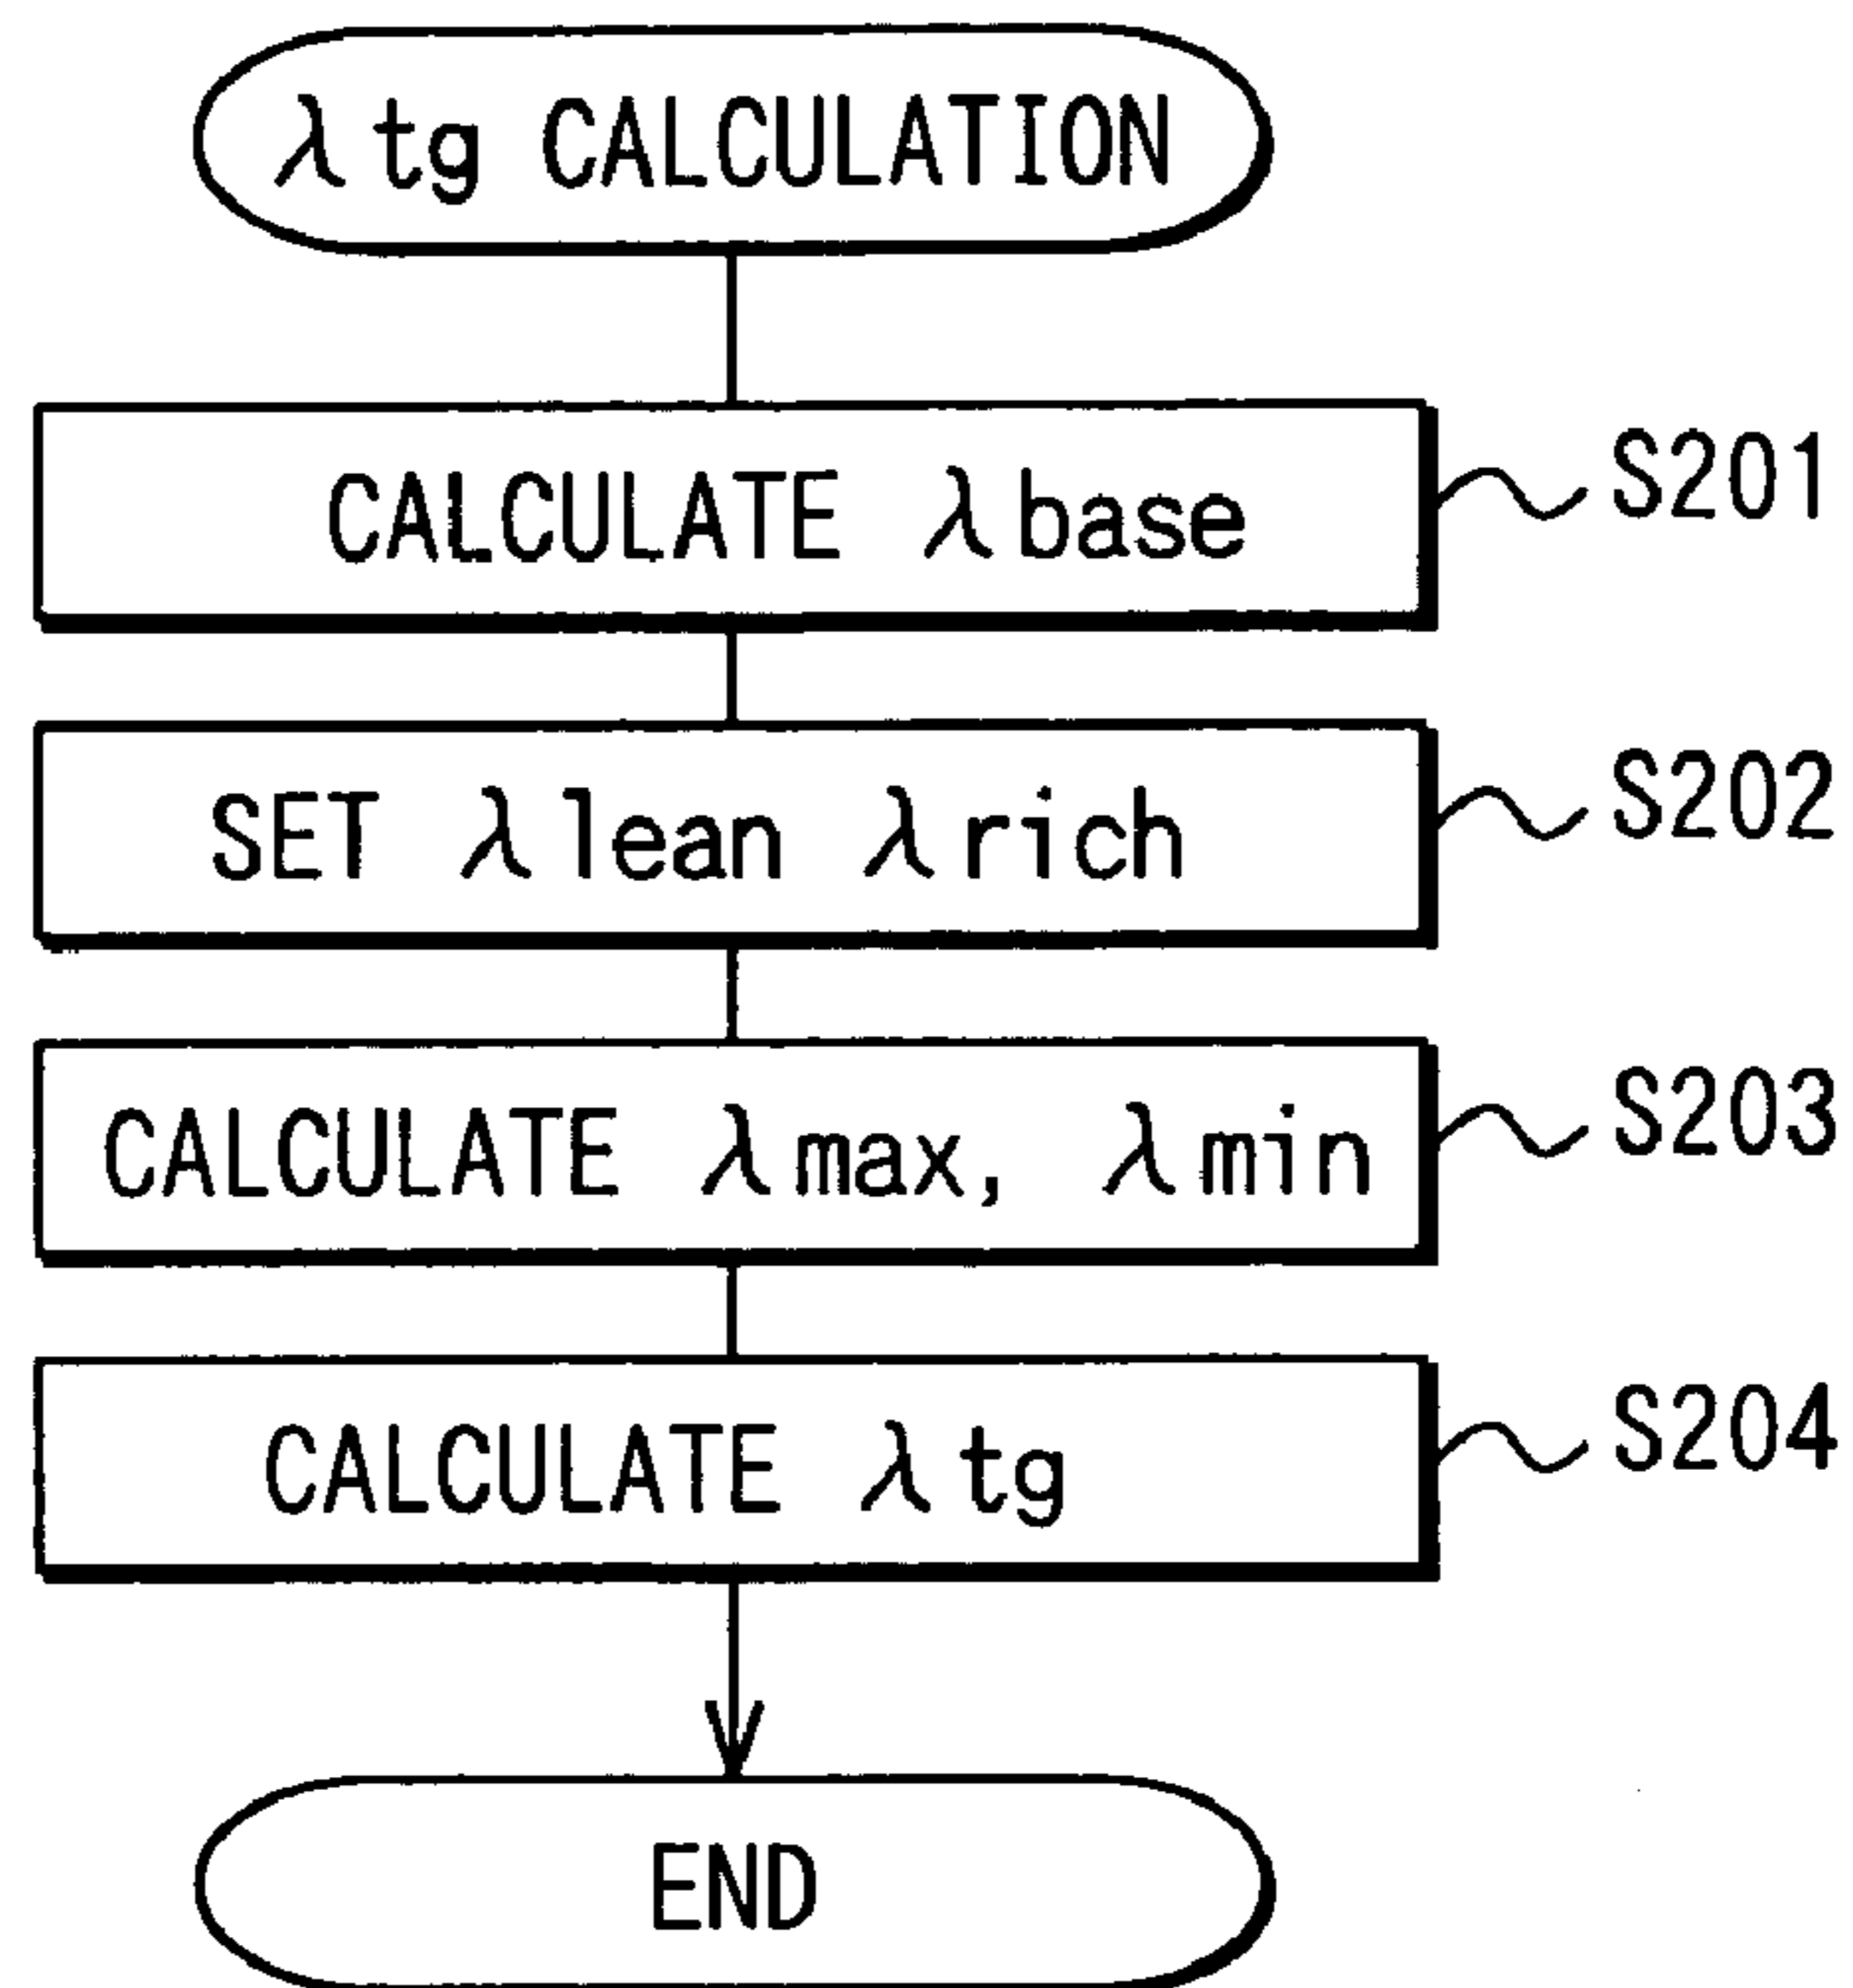 λtg CALCULATION
CALCULATE λbase S201
SET λlean λrich S202
CALCULATE λmax, λmin S203
CALCULATE λtg S204
END